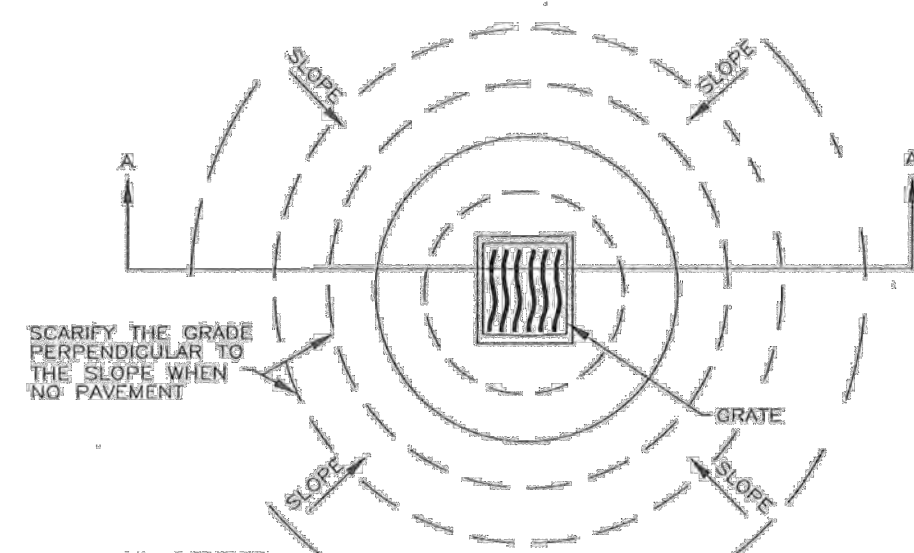 SLOPE
SLOPE
A
A
SCARIFY THE GRADE
PERPENDICULAR TO
THE SLOPE WHEN
NO PAVEMENT
GRATE
SLOPE
SLOPE